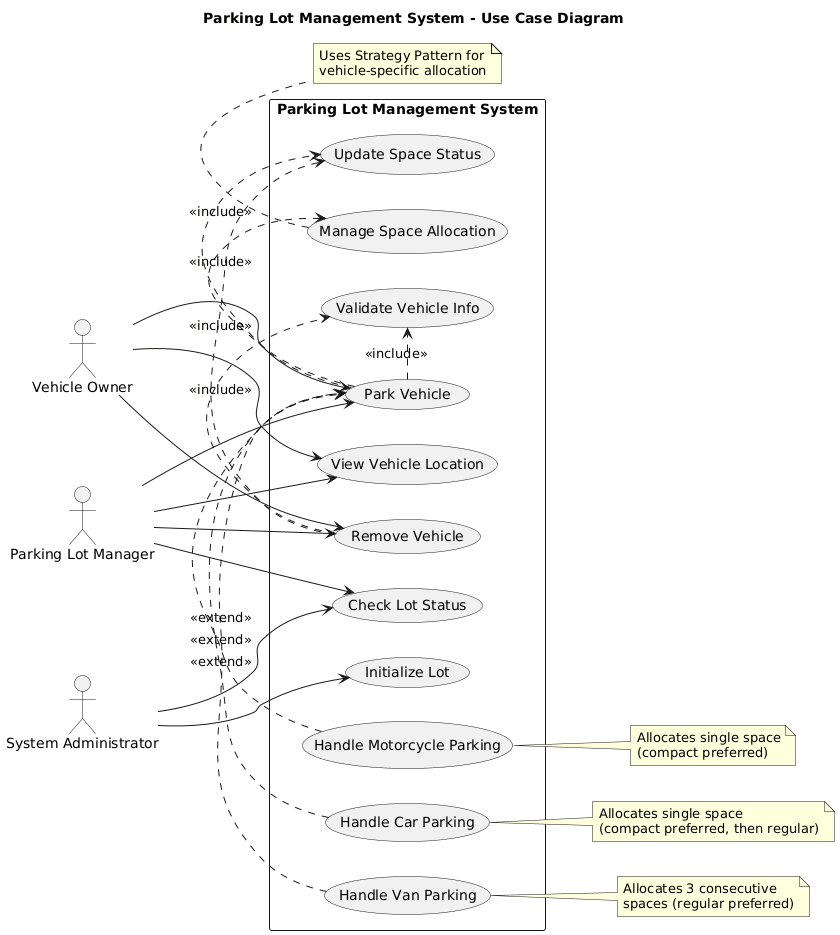 Parking Lot Management System - Use Case Diagram
Uses Strategy Pattern for
vehicle-specific allocation
Parking Lot Management System
Update Space Status
«include»
Manage Space Allocation
«include»
Validate Vehicle Info
«include»
«include»
Vehicle Owner
«include»
Park Vehicle
View Vehicle Location
Parking Lot Manager
Remove Vehicle
Check Lot Status
«extend»
«extend»
«extend»
Initialize Lot
System Administrator
Handle Motorcycle Parking
Allocates single space
(compact preferred)
Handle Car Parking
Allocates single space
(compact preferred, then regular)
Handle Van Parking
Allocates 3 consecutive
spaces (regular preferred)